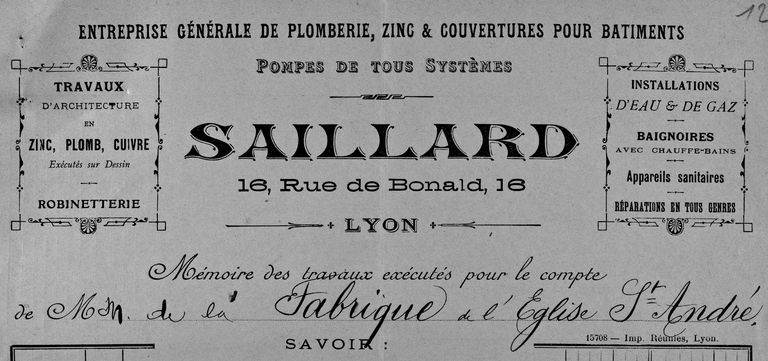 12
ENTREPRISE GÉNÉRALE DE PLOMBERIE, ZINC & COUVERTURES POUR BATIMENTS
POMPES DE TOUS SYSTÈMES
TRAVAUX
D'ARCHITECTURE
EN
ZINC, PLOMB, CUIVRE
Exécutés sur Dessin
ROBINETTERIE
SAILLARD
16, Rue de Bonald, 16
LYON
INSTALLATIONS
D'EAU & DE GAZ
BAIGNOIRES
AVEC CHAUFFE-BAINS
Appareils sanitaires
RÉPARATIONS EN TOUS GENRES
Mémoire des travaux exécutés pour le compte
de MM. de la Fabrique de l'Eglise St André
15708 — Imp. Réunies, Lyon.
SAVOIR :